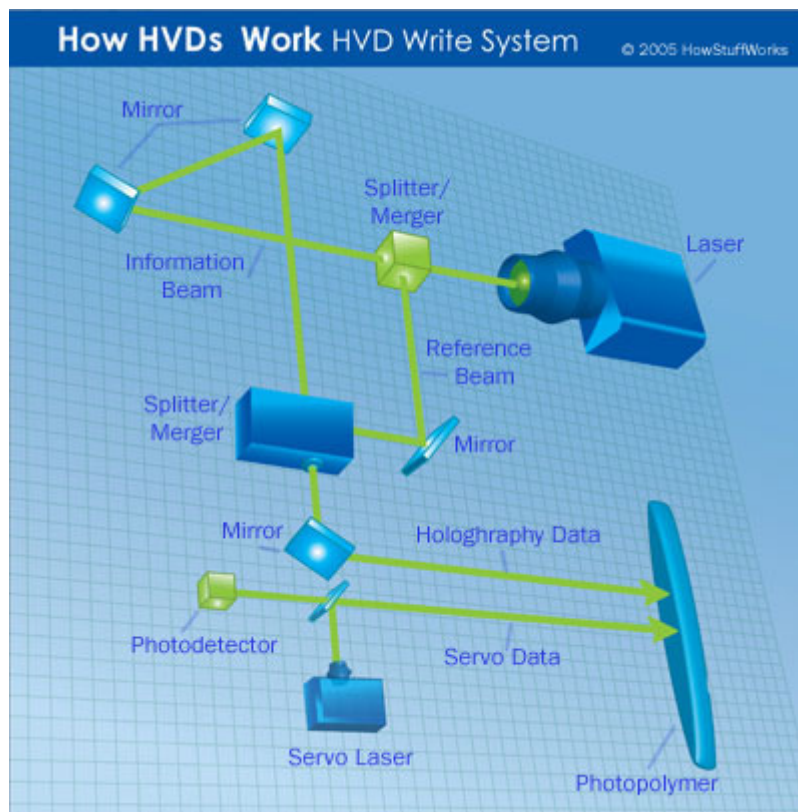 How HVDs Work HVD Write System
© 2005 HowStuffWorks
Mirror
Splitter/
Merger
Laser
Information
Beam
Reference
Beam
Splitter/
Merger
Mirror
Mirror
Hologhraphy Data
Photodetector
Servo Data
Servo Laser
Photopolymer